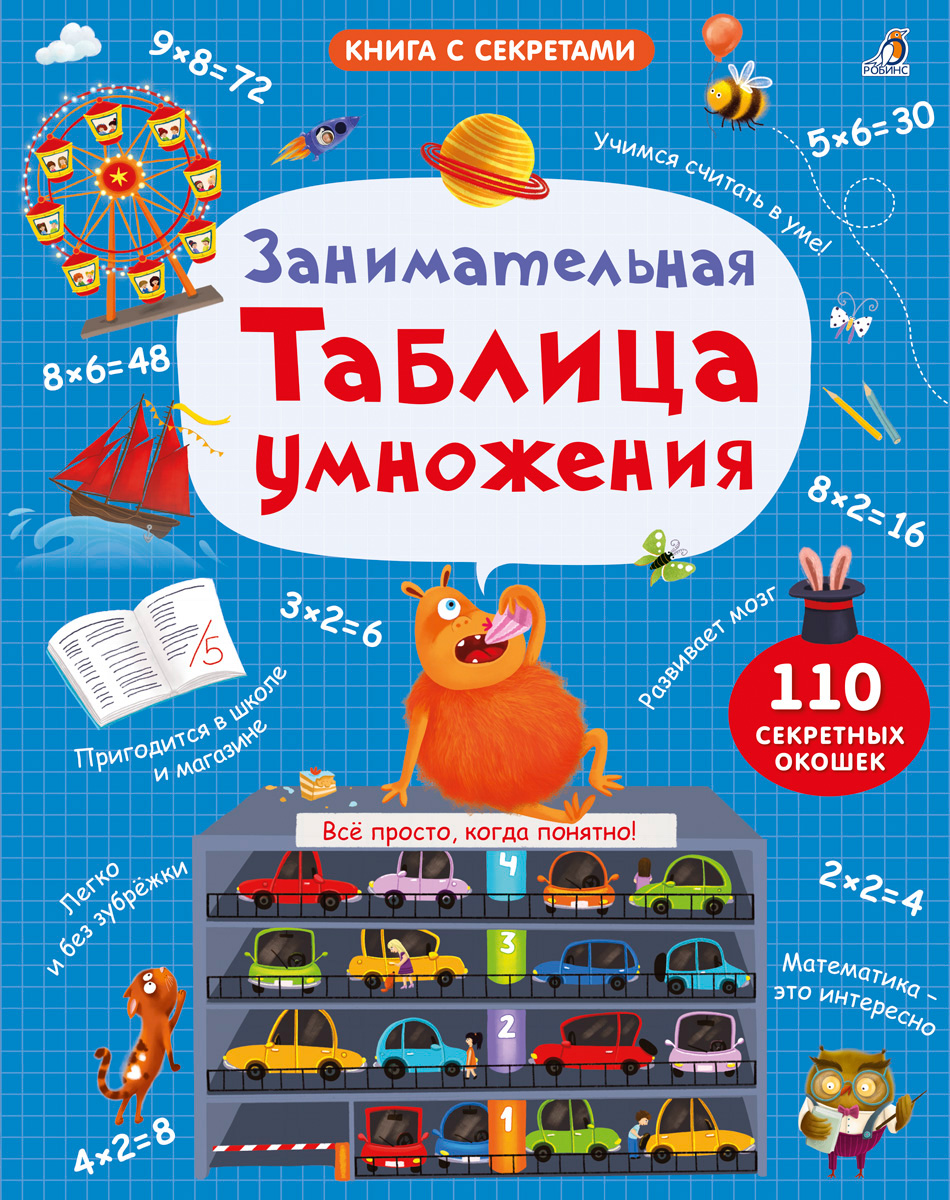 КНИГА С СЕКРЕТАМИ
РОБИНС
9×8=72
5×6=30
Учимся считать в уме!
Занимательная
Таблица
умножения
8×6=48
8×2=16
3×2=6
Развивает мозг
/5
110
СЕКРЕТНЫХ
ОКОШЕК
Пригодится в школе
и магазине
Всё просто, когда понятно!
4
3
2
1
Легко
и без зубрёжки
2×2=4
Математика –
это интересно
4×2=8